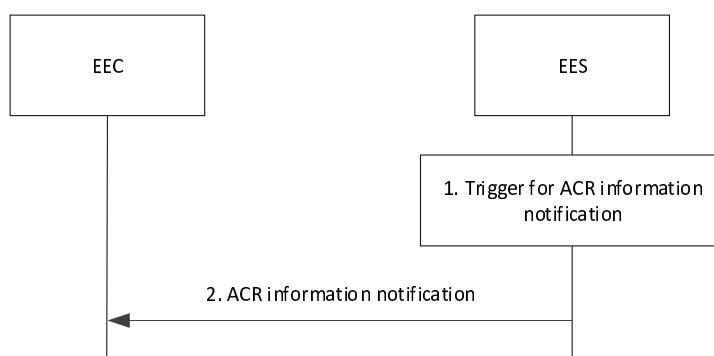 EEC
EES
1. Trigger for ACR information
notification
2. ACR information notification